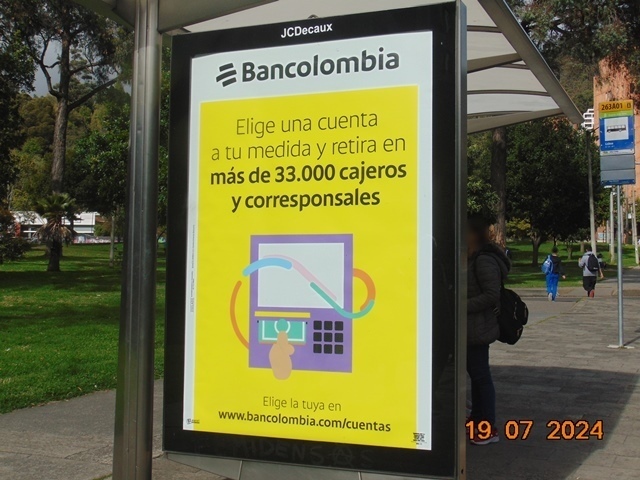 JCDecaux
Bancolombia
Elige una cuenta
a tu medida y retira en
más de 33.000 cajeros
y corresponsales
Elige la tuya en
www.bancolombia.com/cuentas
263A01
19 07 2024